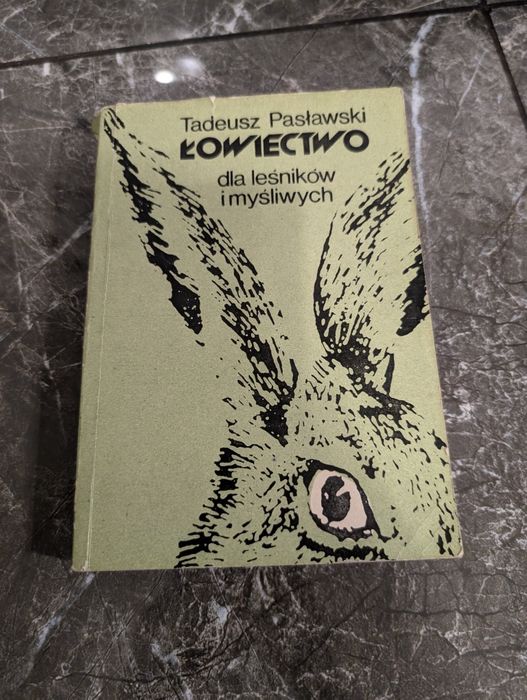 Tadeusz Pasławski
ŁOWIECTWO
dla leśników
i myśliwych